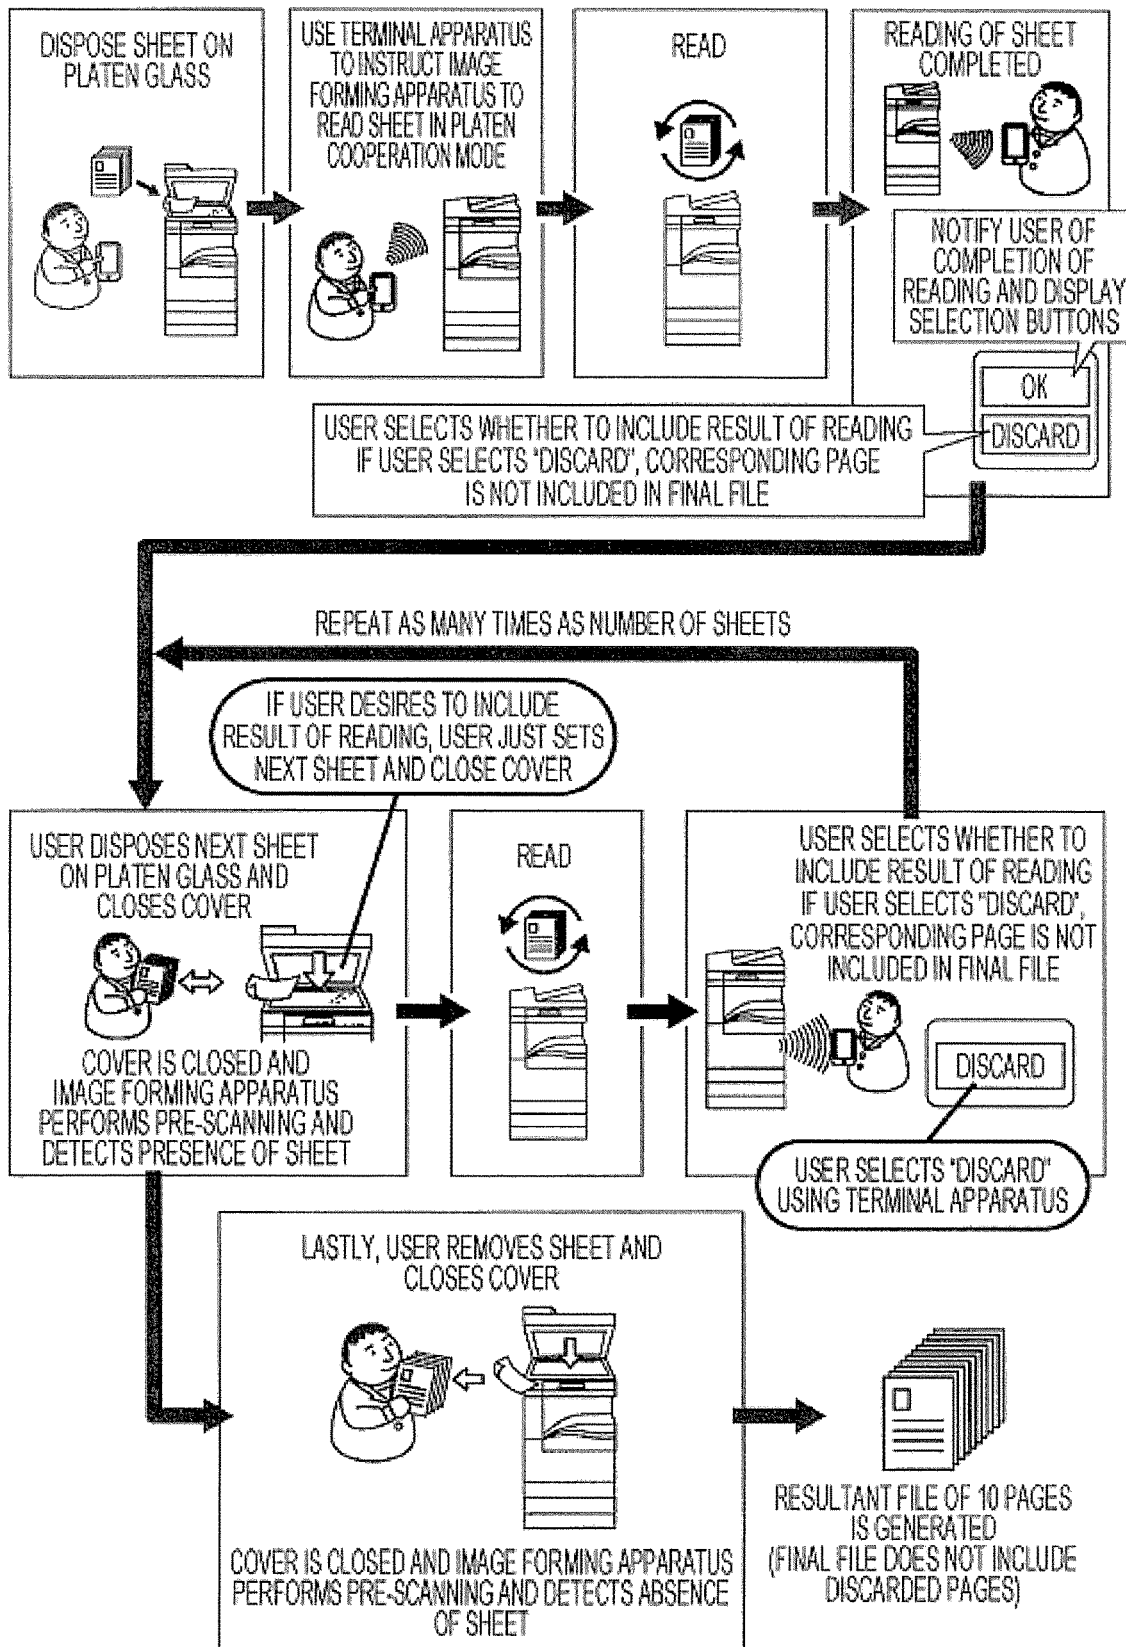 DISPOSE SHEET ON
PLATEN GLASS
USE TERMINAL APPARATUS
TO INSTRUCT IMAGE
FORMING APPARATUS TO
READ SHEET IN PLATEN
COOPERATION MODE
READ
READING OF SHEET
COMPLETED
NOTIFY USER OF
COMPLETION OF
READING AND DISPLAY
SELECTION BUTTONS
OK
DISCARD
USER SELECTS WHETHER TO INCLUDE RESULT OF READING
IF USER SELECTS "DISCARD", CORRESPONDING PAGE
IS NOT INCLUDED IN FINAL FILE
REPEAT AS MANY TIMES AS NUMBER OF SHEETS
IF USER DESIRES TO INCLUDE
RESULT OF READING, USER JUST SETS
NEXT SHEET AND CLOSE COVER
USER DISPOSES NEXT SHEET
ON PLATEN GLASS AND
CLOSES COVER
COVER IS CLOSED AND
IMAGE FORMING APPARATUS
PERFORMS PRE-SCANNING AND
DETECTS PRESENCE OF SHEET
READ
USER SELECTS WHETHER TO
INCLUDE RESULT OF READING
IF USER SELECTS "DISCARD",
CORRESPONDING PAGE IS NOT
INCLUDED IN FINAL FILE
DISCARD
USER SELECTS "DISCARD"
USING TERMINAL APPARATUS
LASTLY, USER REMOVES SHEET AND
CLOSES COVER
COVER IS CLOSED AND IMAGE FORMING APPARATUS
PERFORMS PRE-SCANNING AND DETECTS ABSENCE
OF SHEET
RESULTANT FILE OF 10 PAGES
IS GENERATED
(FINAL FILE DOES NOT INCLUDE
DISCARDED PAGES)